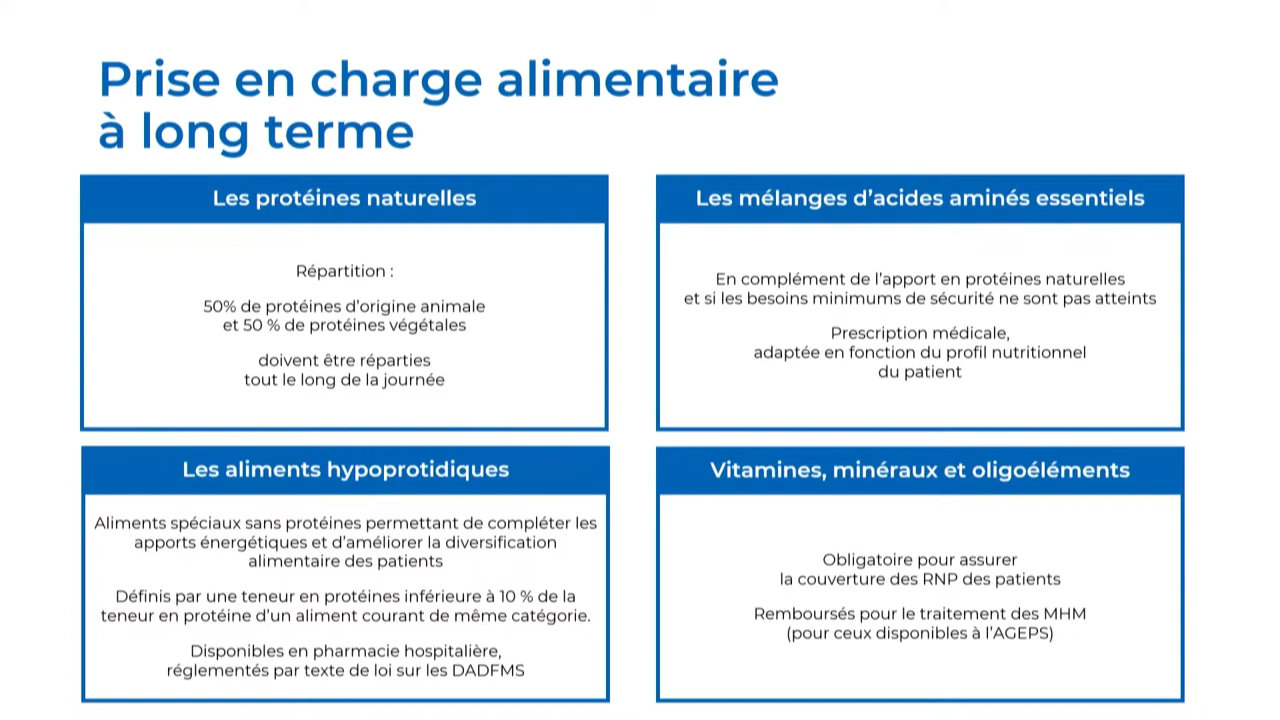 Prise en charge alimentaire
à long terme
Les protéines naturelles
Répartition :
50% de protéines d'origine animale
et 50 % de protéines végétales
doivent être réparties
tout le long de la journée
Les mélanges d'acides aminés essentiels
En complément de l'apport en protéines naturelles
et si les besoins minimums de sécurité ne sont pas atteints
Prescription médicale,
adaptée en fonction du profil nutritionnel
du patient
Les aliments hypoprotidiques
Aliments spéciaux sans protéines permettant de compléter les
apports énergétiques et d'améliorer la diversification
alimentaire des patients
Définis par une teneur en protéines inférieure à 10 % de la
teneur en protéine d'un aliment courant de même catégorie.
Disponibles en pharmacie hospitalière,
réglementés par texte de loi sur les DADFMS
Vitamines, minéraux et oligoéléments
Obligatoire pour assurer
la couverture des RNP des patients
Remboursés pour le traitement des MHM
(pour ceux disponibles à l'AGEPS)